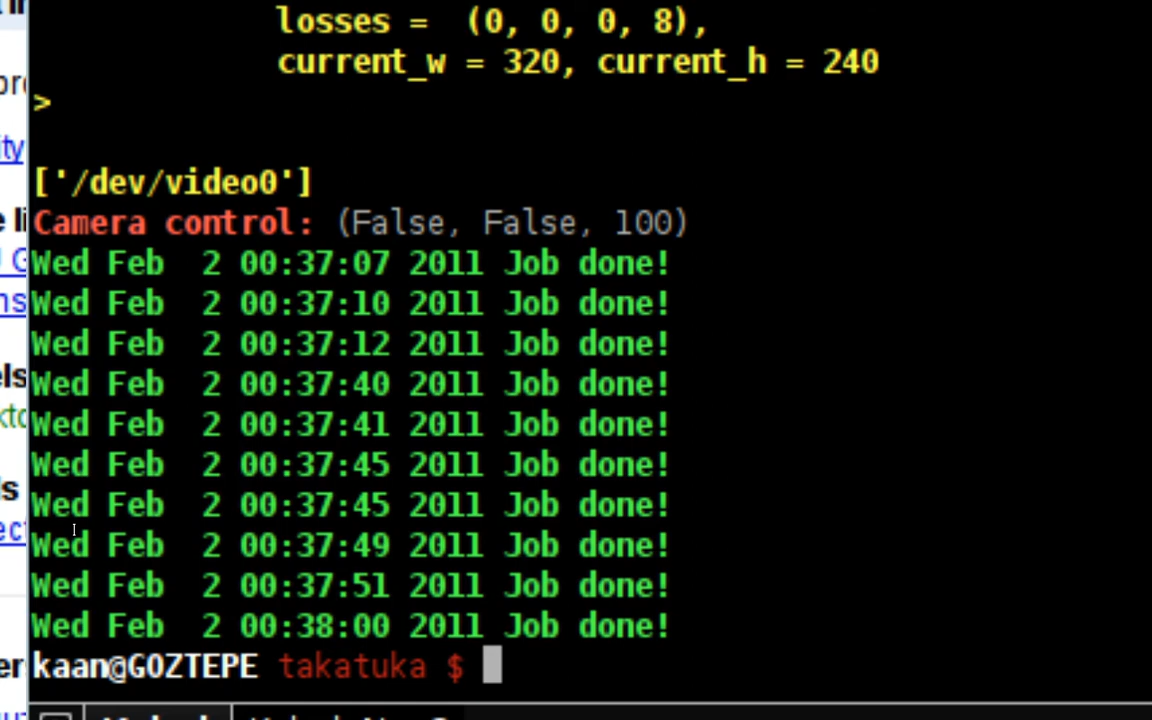 losses =  (0, 0, 0, 8),
current_w = 320, current_h = 240
>
['/dev/video0']
Camera control: (False, False, 100)
Wed Feb  2 00:37:07 2011 Job done!
Wed Feb  2 00:37:10 2011 Job done!
Wed Feb  2 00:37:12 2011 Job done!
Wed Feb  2 00:37:40 2011 Job done!
Wed Feb  2 00:37:41 2011 Job done!
Wed Feb  2 00:37:45 2011 Job done!
Wed Feb  2 00:37:45 2011 Job done!
Wed Feb  2 00:37:49 2011 Job done!
Wed Feb  2 00:37:51 2011 Job done!
Wed Feb  2 00:38:00 2011 Job done!
kaan@GOZTEPE takatuka $